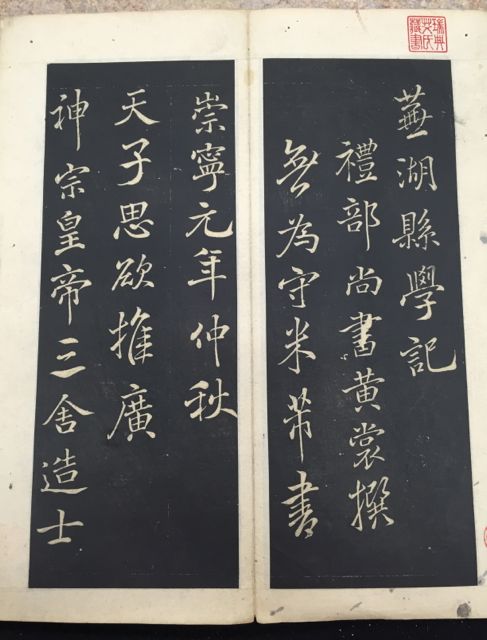 蕪湖縣學記
禮部尚書黃裳撰
無為守米芾書
崇寧元年仲秋
天子思欲推廣
神宗皇帝三舍造士